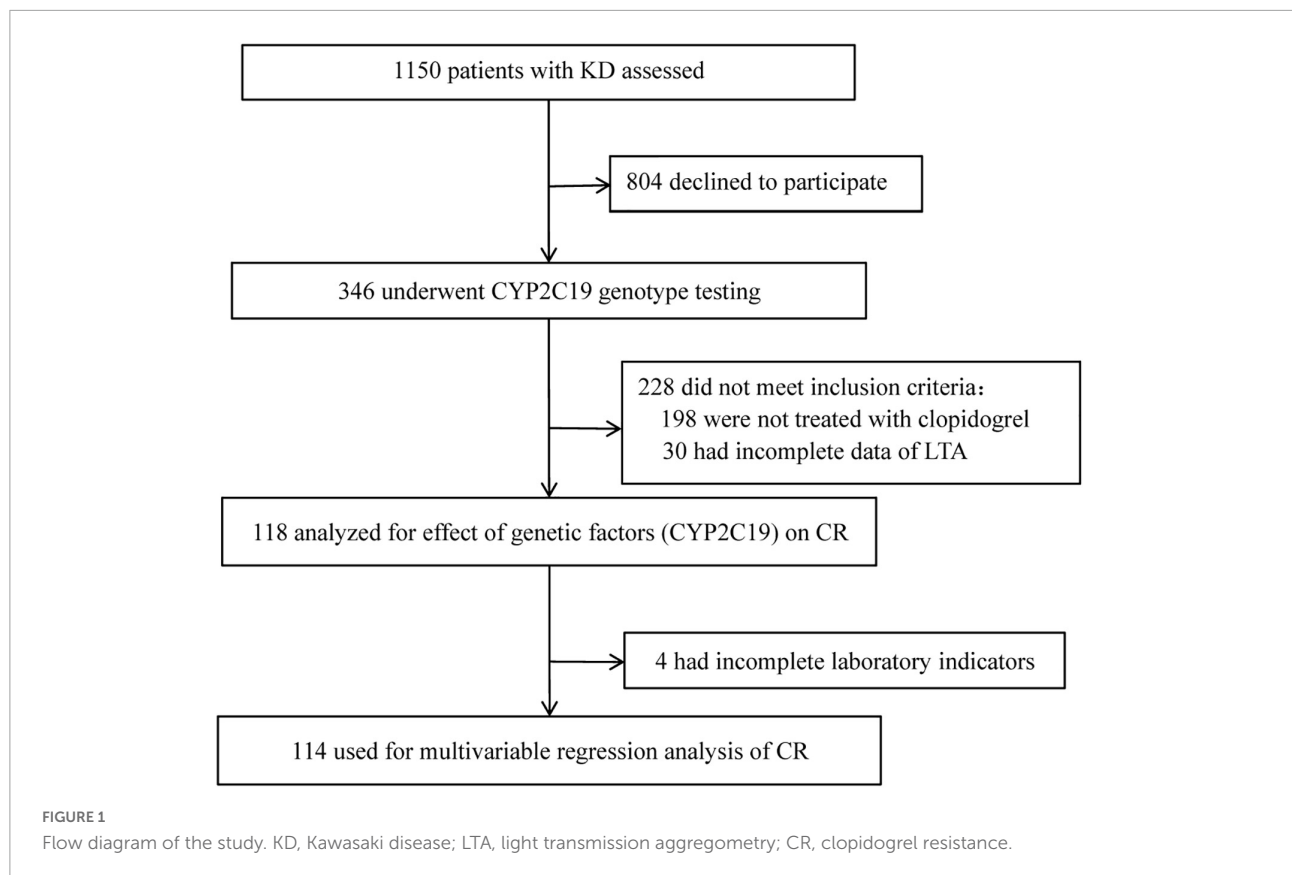 1150 patients with KD assessed
804 declined to participate
346 underwent CYP2C19 genotype testing
228 did not meet inclusion criteria：
198 were not treated with clopidogrel
30 had incomplete data of LTA
118 analyzed for effect of genetic factors (CYP2C19) on CR
4 had incomplete laboratory indicators
114 used for multivariable regression analysis of CR
FIGURE 1
Flow diagram of the study. KD, Kawasaki disease; LTA, light transmission aggregometry; CR, clopidogrel resistance.